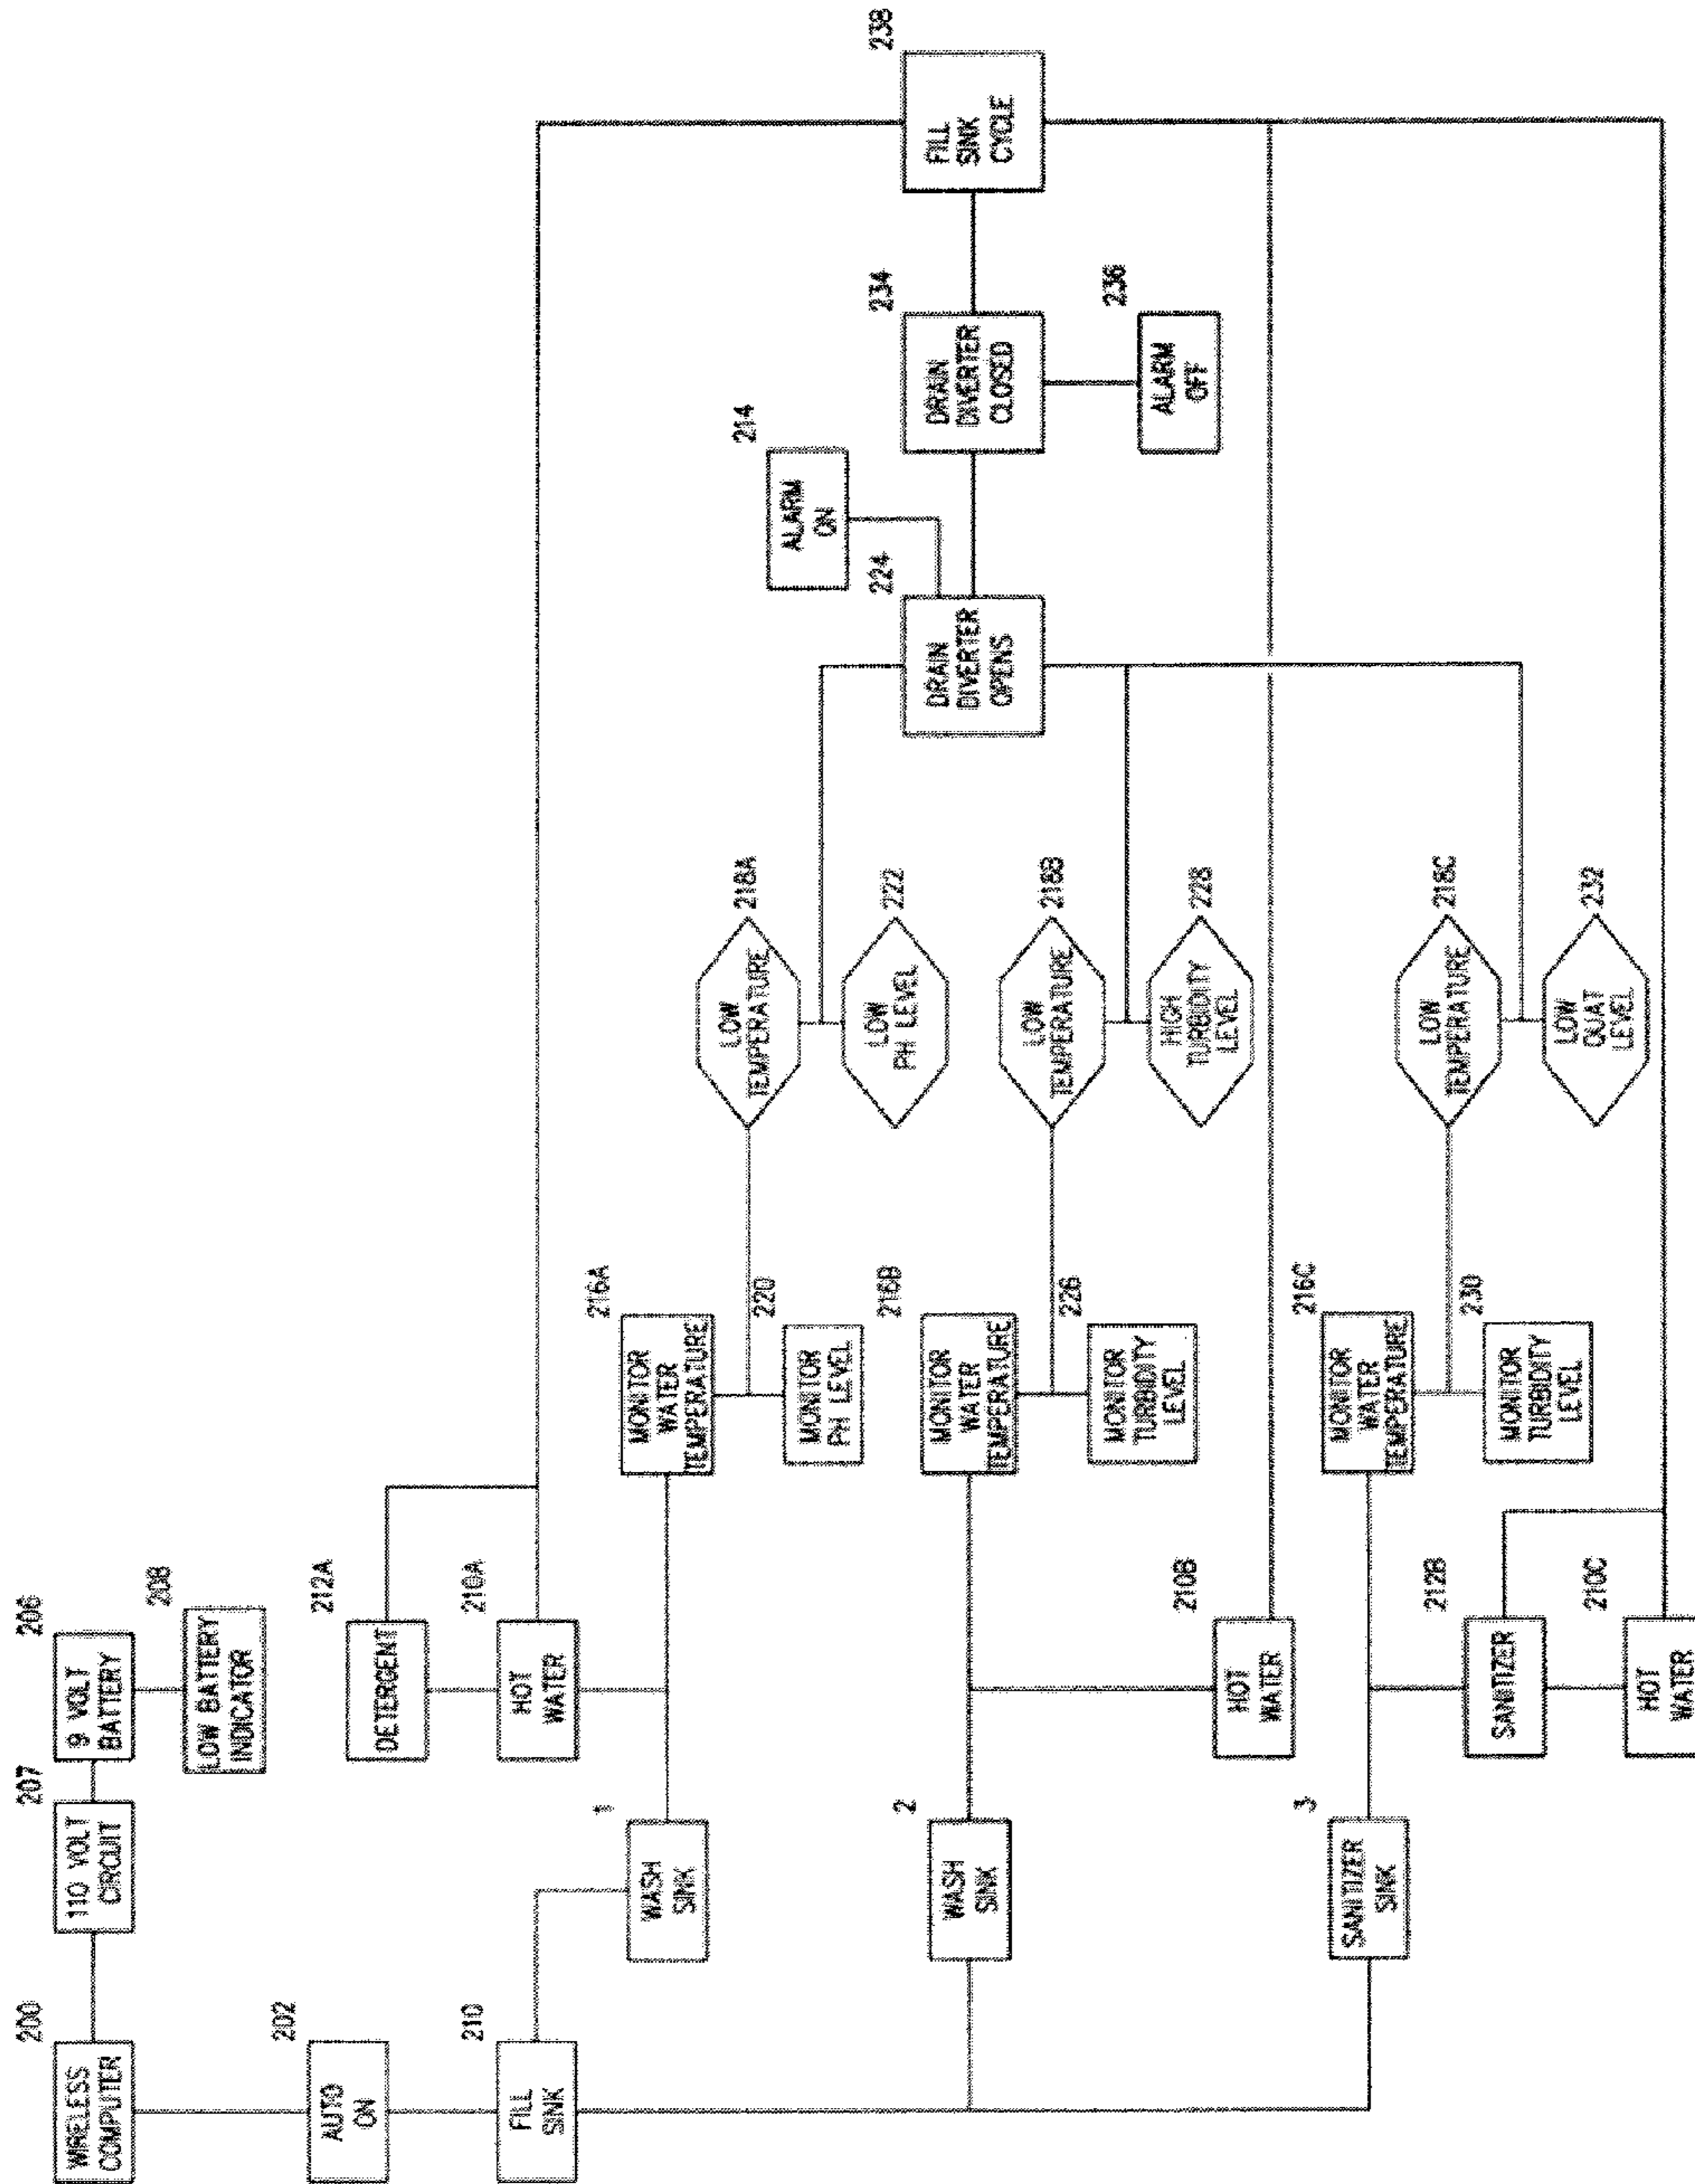 200
WIRELESS
COMPUTER
207
110 VOLT
CIRCUIT
206
9 VOLT
BATTERY
208
LOW BATTERY
INDICATOR
202
AUTO
ON
210
FILL
SINK
212A
DETERGENT
210A
HOT
WATER
1
WASH
SINK
216A
MONITOR
WATER
TEMPERATURE
220
MONITOR
PH LEVEL
218A
LOW
TEMPERATURE
222
LOW
PH LEVEL
2
WASH
SINK
210B
HOT
WATER
216B
MONITOR
WATER
TEMPERATURE
226
MONITOR
TURBIDITY
LEVEL
218B
LOW
TEMPERATURE
228
HIGH
TURBIDITY
LEVEL
3
SANITIZER
SINK
212B
SANITIZER
210C
HOT
WATER
216C
MONITOR
WATER
TEMPERATURE
230
MONITOR
TURBIDITY
LEVEL
218C
LOW
TEMPERATURE
232
LOW
QUAT
LEVEL
214
ALARM
ON
224
DRAIN
DIVERTER
OPENS
234
DRAIN
DIVERTER
CLOSED
236
ALARM
OFF
238
FILL
SINK
CYCLE